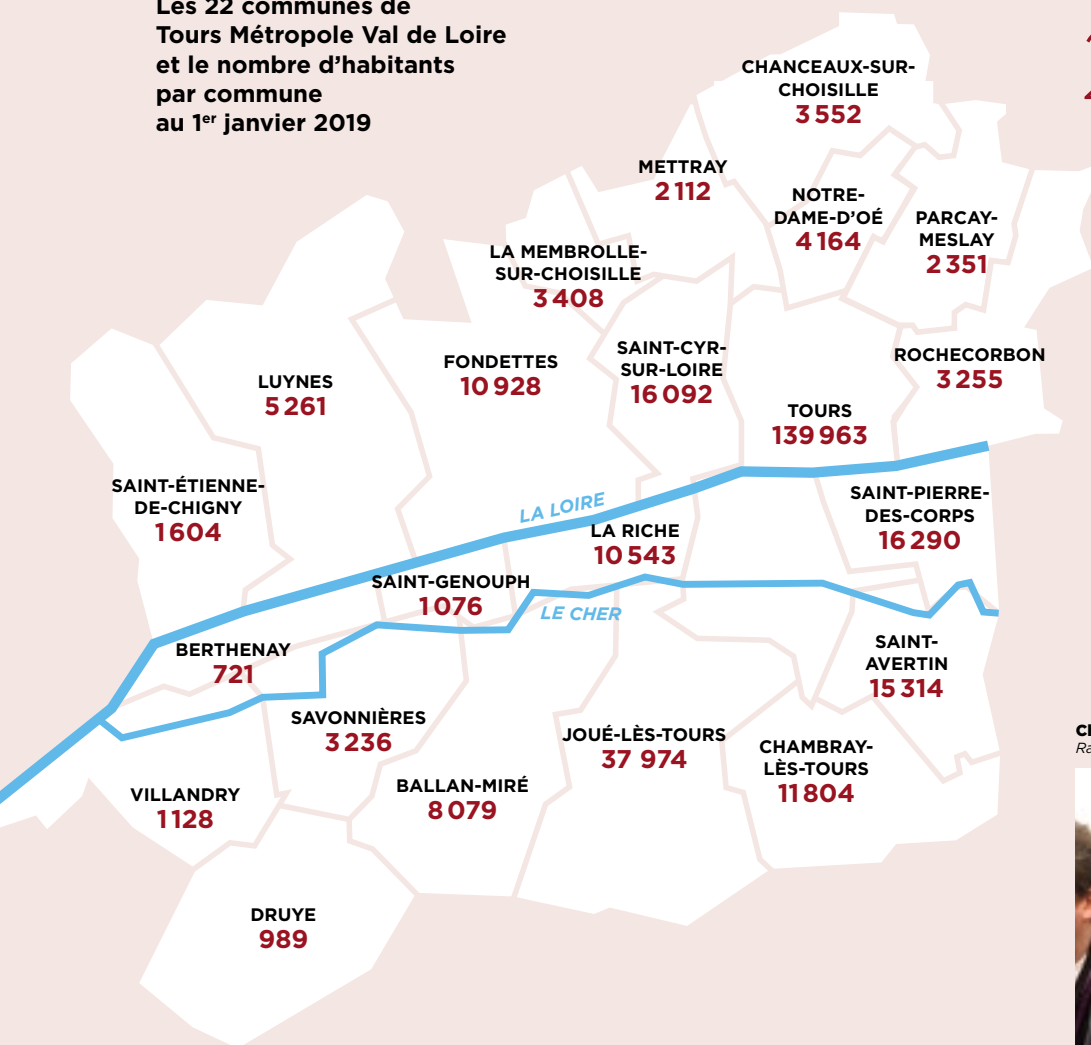 Les 22 communes de
Tours Métropole Val de Loire
et le nombre d'habitants
par commune
au 1er janvier 2019
CHANCEAUX-SUR-
CHOISILLE
3 552
METTRAY
2 112
NOTRE-
DAME-D'OÉ
4 164
PARCAY-
MESLAY
2 351
LA MEMBROLLE-
SUR-CHOISILLE
3 408
SAINT-CYR-
SUR-LOIRE
16 092
ROCHECORBON
3 255
FONDETTES
10 928
LUYNES
5 261
TOURS
139 963
SAINT-ÉTIENNE-
DE-CHIGNY
1 604
SAINT-PIERRE-
DES-CORPS
16 290
LA LOIRE
LA RICHE
10 543
SAINT-GENOUPH
1 076
LE CHER
BERTHENAY
721
SAINT-
AVERTIN
15 314
SAVONNIÈRES
3 236
JOUÉ-LÈS-TOURS
37 974
CHAMBRAY-
LÈS-TOURS
11 804
BALLAN-MIRÉ
8 079
VILLANDRY
1 128
DRUYE
989